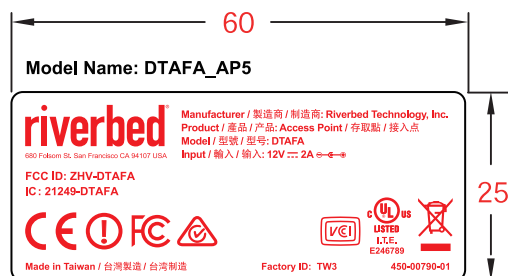 60
Model Name: DTAFA_AP5
riverbed
680 Folsom St. San Francisco CA 94107 USA
Manufacturer / 製造商 / 制造商: Riverbed Technology, Inc.
Product / 產品 / 产品: Access Point / 存取點 / 接入点
Model / 型號 / 型号: DTAFA
Input / 輸入 / 输入: 12V ⎓ 2A
FCC ID: ZHV-DTAFA
IC: 21249-DTAFA
25
CE FC VCI
C UL US
LISTED
I.T.E.
E246789
Made in Taiwan / 台灣製造 / 台湾制造
Factory ID: TW3
450-00790-01